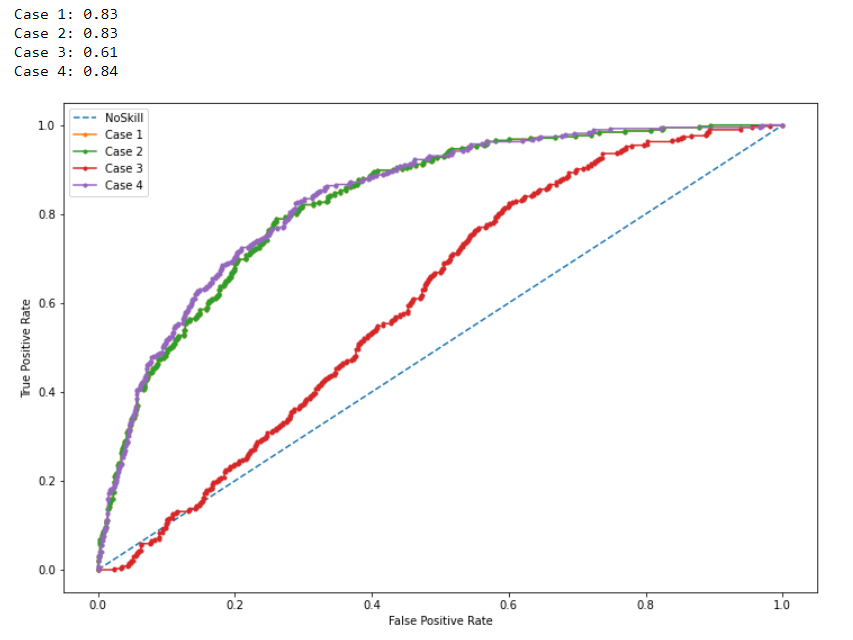 Case 1: 0.83
Case 2: 0.83
Case 3: 0.61
Case 4: 0.84
NoSkill
Case 1
Case 2
Case 3
Case 4
1.0
0.8
0.6
0.4
0.2
0.0
True Positive Rate
0.0 0.2 0.4 0.6 0.8 1.0
False Positive Rate